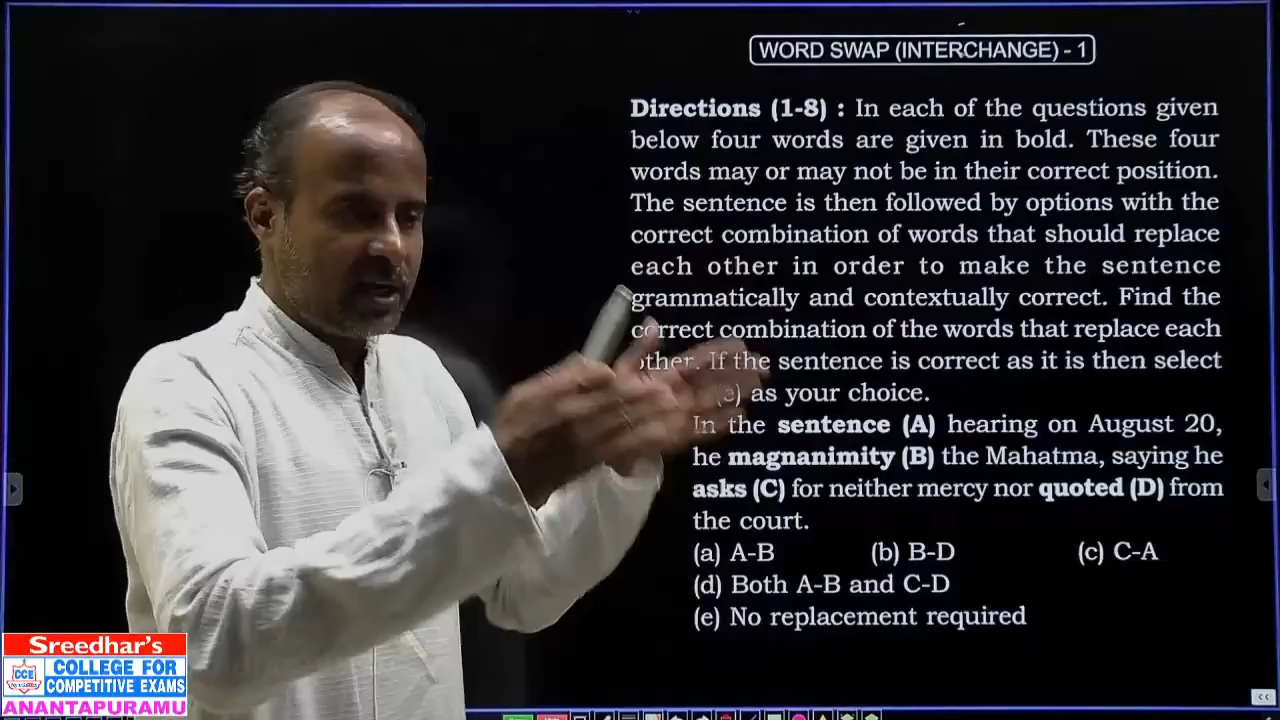 WORD SWAP (INTERCHANGE) - 1
Directions (1-8) : In each of the questions given
below four words are given in bold. These four
words may or may not be in their correct position.
The sentence is then followed by options with the
correct combination of words that should replace
each other in order to make the sentence
grammatically and contextually correct. Find the
correct combination of the words that replace each
other. If the sentence is correct as it is then select
(e) as your choice.
In the sentence (A) hearing on August 20,
he magnanimity (B) the Mahatma, saying he
asks (C) for neither mercy nor quoted (D) from
the court.
(a) A-B (b) B-D (c) C-A
(d) Both A-B and C-D
(e) No replacement required
Sreedhar's
CCE
COLLEGE FOR
COMPETITIVE EXAMS
ANANTAPURAMU